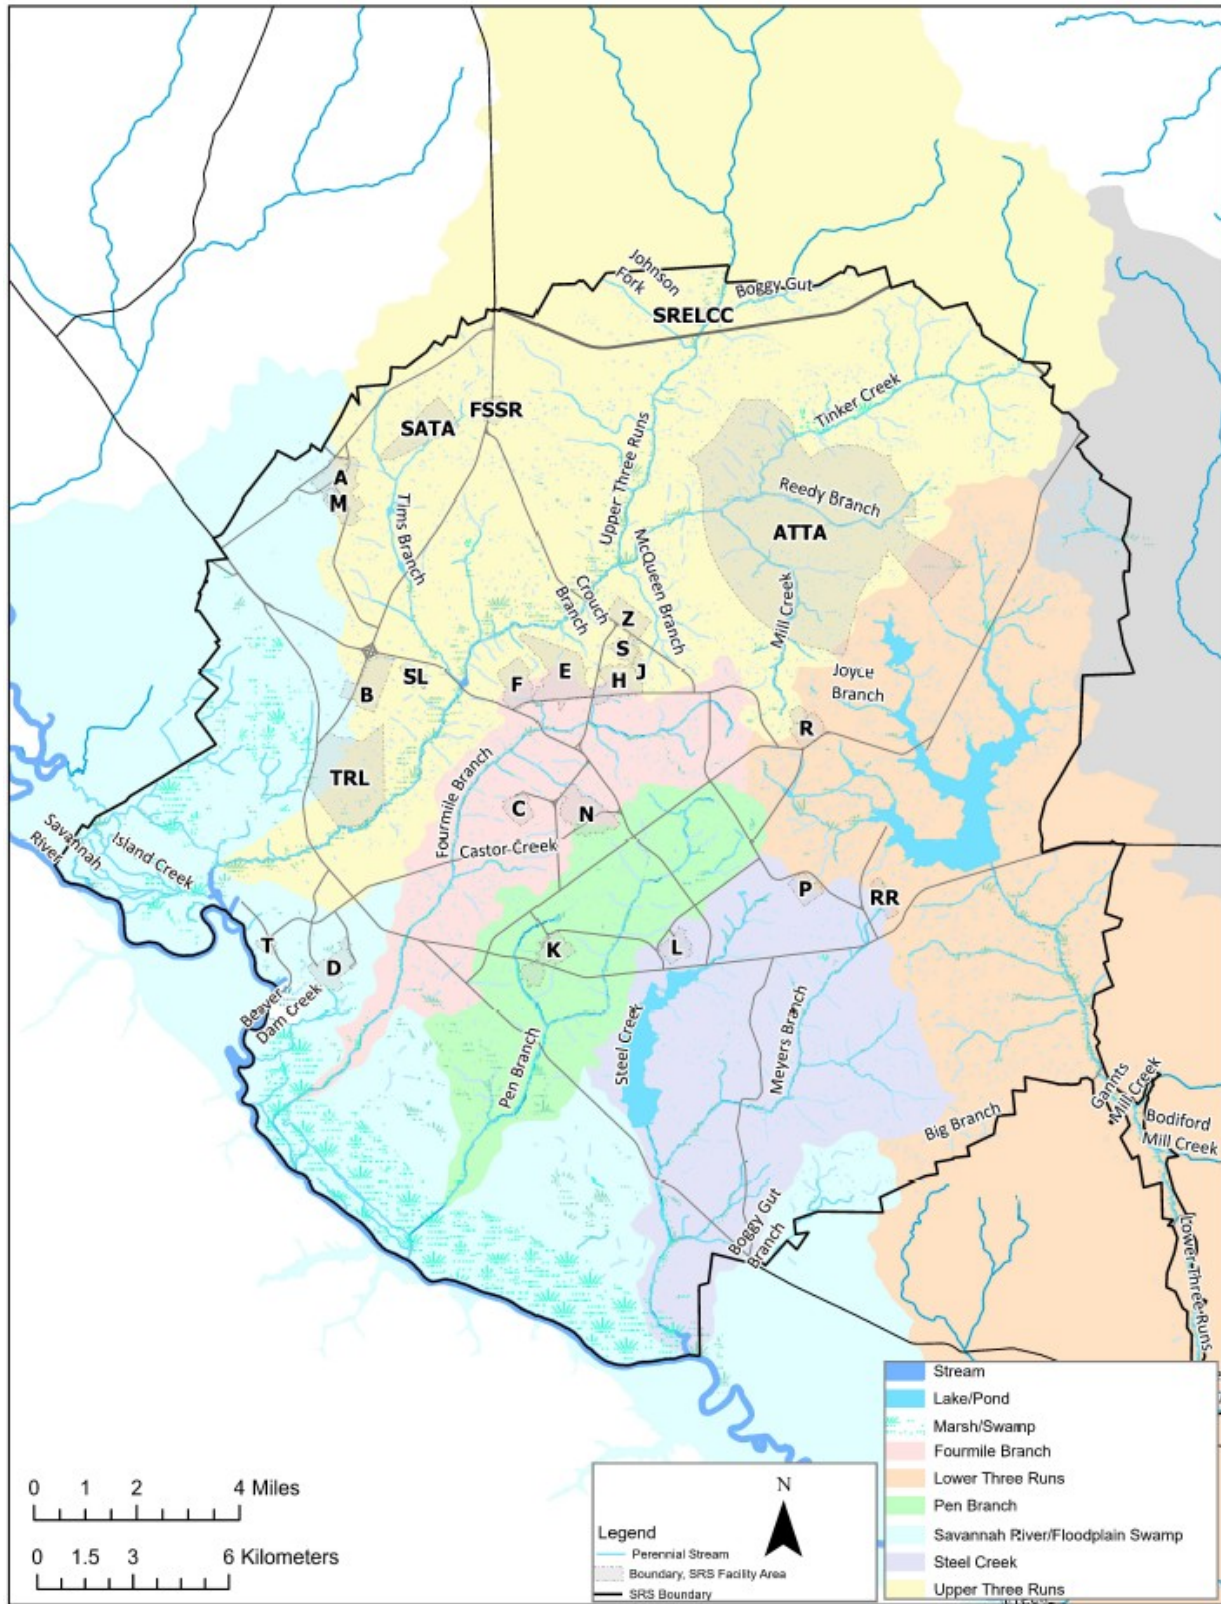 Johnson
Fork
Boggy Gut
SRELCC
Tinker Creek
FSSR
SATA
Upper Three Runs
A
M
Tims Branch
Reedy Branch
ATTA
McQueen Branch
Crouch
Branch
Mill Creek
Z
S
J
H
E
F
SL
B
Joyce
Branch
R
TRL
Fourmile Branch
C
N
Castor Creek
Savannah
River
Island Creek
P
RR
T
D
K
L
Beaver
Dam Creek
Steel Creek
Meyers Branch
Pen Branch
Gannts
Mill Creek
Big Branch
Bodiford
Mill Creek
Boggy Gut
Branch
Lower Three Runs
Stream
Lake/Pond
Marsh/Swamp
Fourmile Branch
Lower Three Runs
Pen Branch
Savannah River/Floodplain Swamp
Steel Creek
Upper Three Runs
N
Legend
Perennial Stream
Boundary, SRS Facility Area
SRS Boundary
0 1 2 4 Miles
0 1.5 3 6 Kilometers